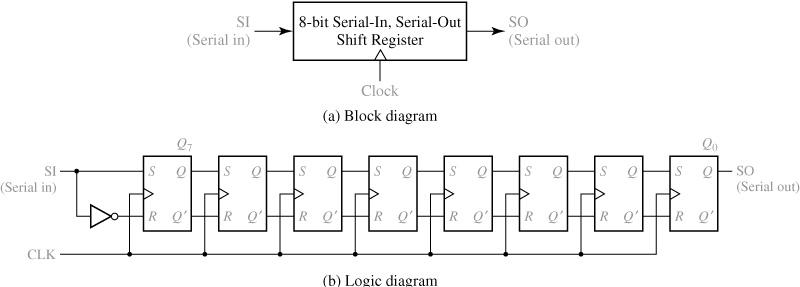 SI
(Serial in)
8-bit Serial-In, Serial-Out
Shift Register
SO
(Serial out)
Clock
(a) Block diagram
Q7
Q0
SI
(Serial in)
S Q S Q S Q S Q S Q S Q S Q S Q
SO
(Serial out)
R Q′ R Q′ R Q′ R Q′ R Q′ R Q′ R Q′ R Q′
CLK
(b) Logic diagram